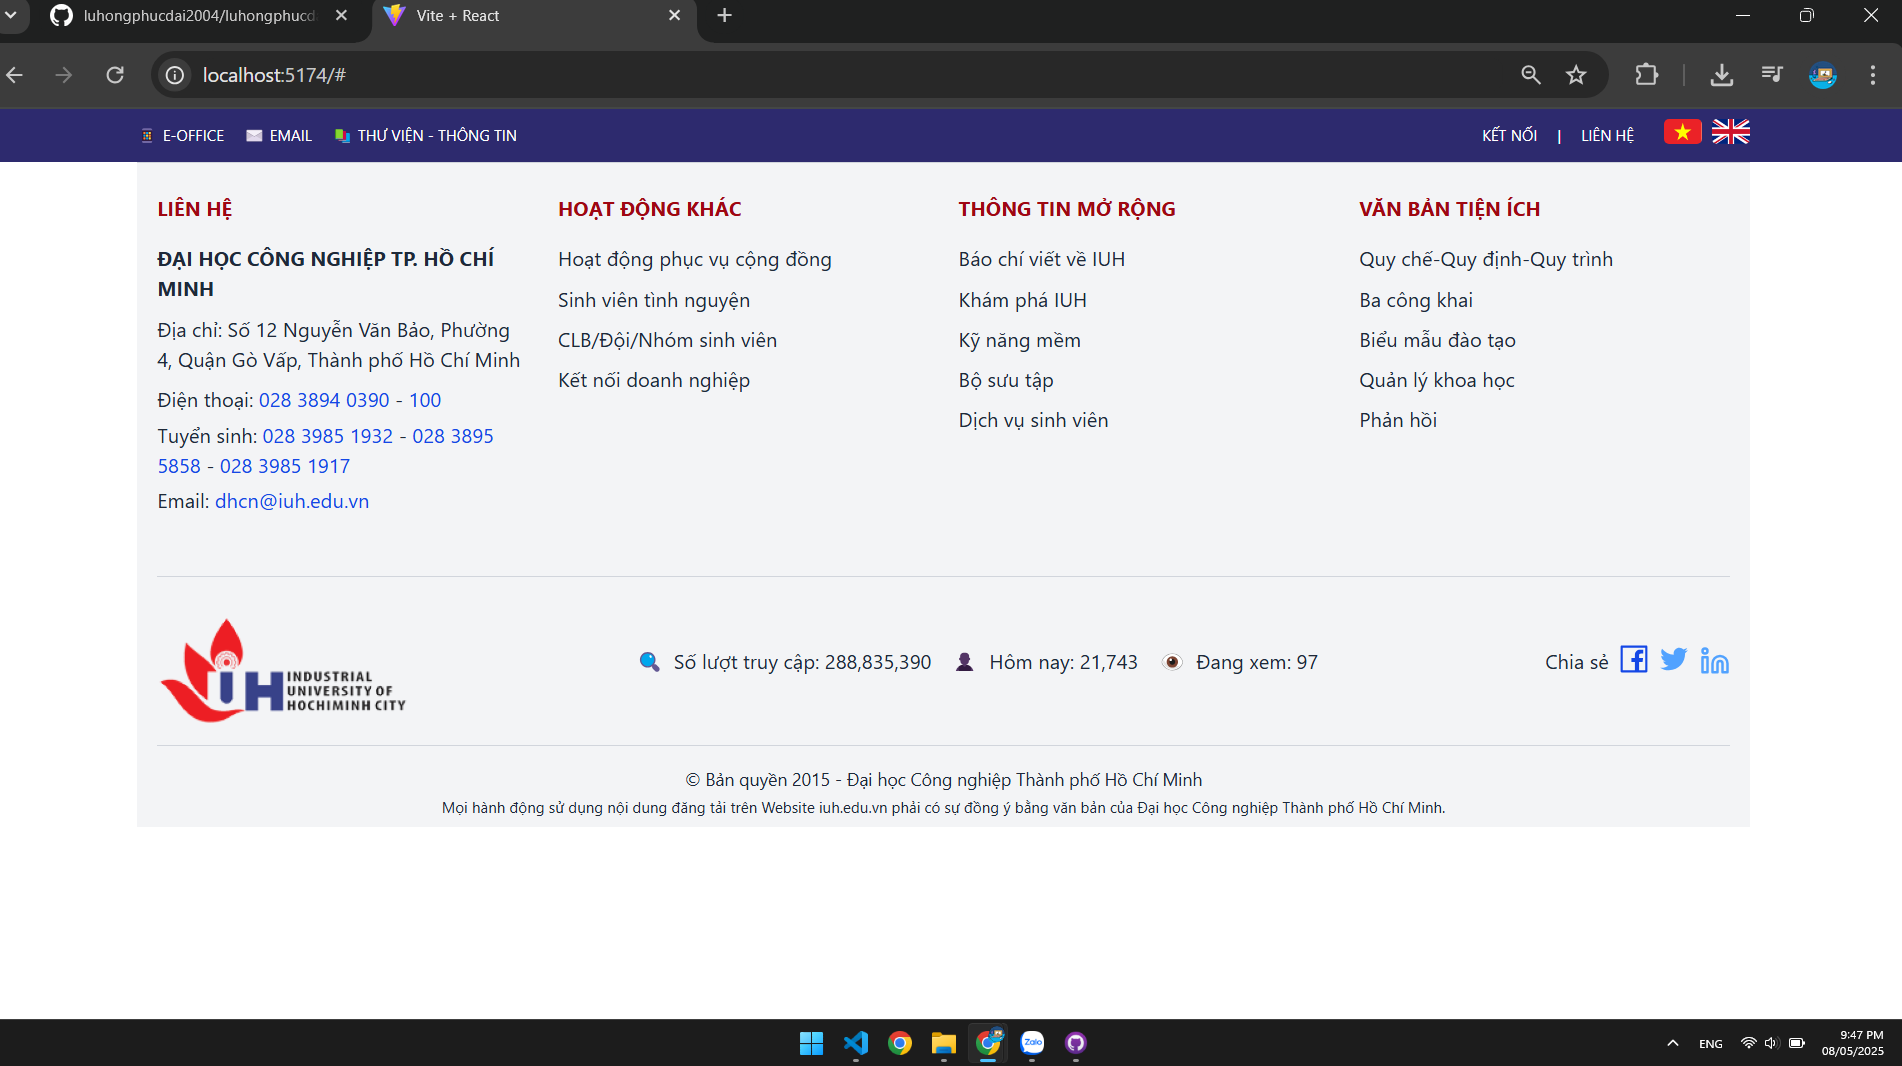 luhongphucdai2004/luhongphucd
Vite + React
localhost:5174/#
E-OFFICE
EMAIL
THƯ VIỆN - THÔNG TIN
KẾT NỐI | LIÊN HỆ
LIÊN HỆ
ĐẠI HỌC CÔNG NGHIỆP TP. HỒ CHÍ
MINH
Địa chỉ: Số 12 Nguyễn Văn Bảo, Phường
4, Quận Gò Vấp, Thành phố Hồ Chí Minh
Điện thoại: 028 3894 0390 - 100
Tuyển sinh: 028 3985 1932 - 028 3895
5858 - 028 3985 1917
Email: dhcn@iuh.edu.vn
HOẠT ĐỘNG KHÁC
Hoạt động phục vụ cộng đồng
Sinh viên tình nguyện
CLB/Đội/Nhóm sinh viên
Kết nối doanh nghiệp
THÔNG TIN MỞ RỘNG
Báo chí viết về IUH
Khám phá IUH
Kỹ năng mềm
Bộ sưu tập
Dịch vụ sinh viên
VĂN BẢN TIỆN ÍCH
Quy chế-Quy định-Quy trình
Ba công khai
Biểu mẫu đào tạo
Quản lý khoa học
Phản hồi
IUH
INDUSTRIAL
UNIVERSITY OF
HOCHIMINH CITY
Số lượt truy cập: 288,835,390
Hôm nay: 21,743
Đang xem: 97
Chia sẻ
© Bản quyền 2015 - Đại học Công nghiệp Thành phố Hồ Chí Minh
Mọi hành động sử dụng nội dung đăng tải trên Website iuh.edu.vn phải có sự đồng ý bằng văn bản của Đại học Công nghiệp Thành phố Hồ Chí Minh.
Zalo
ENG
9:47 PM
08/05/2025